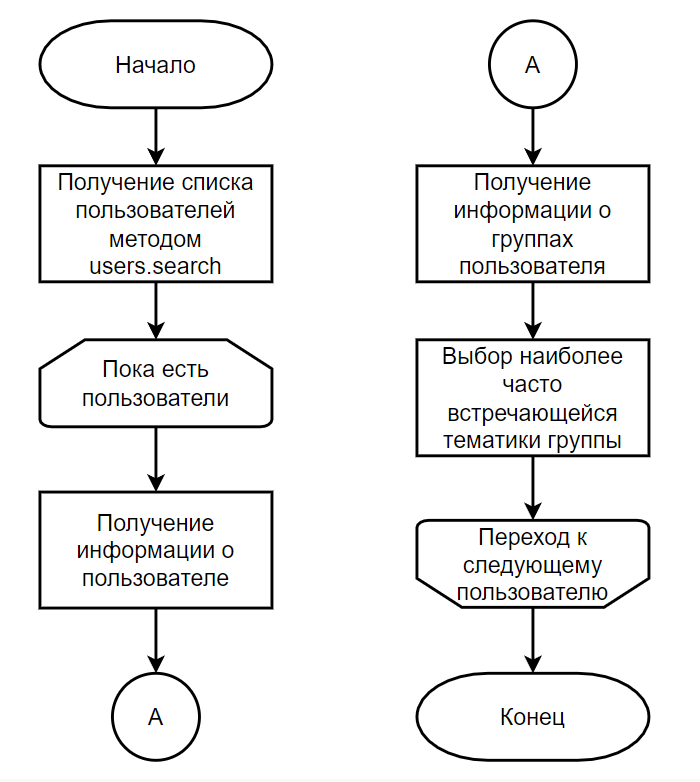 Начало
Получение списка
пользователей
методом
users.search
Пока есть
пользователи
Получение
информации о
пользователе
А
А
Получение
информации о
группах
пользователя
Выбор наиболее
часто
встречающейся
тематики группы
Переход к
следующему
пользователю
Конец